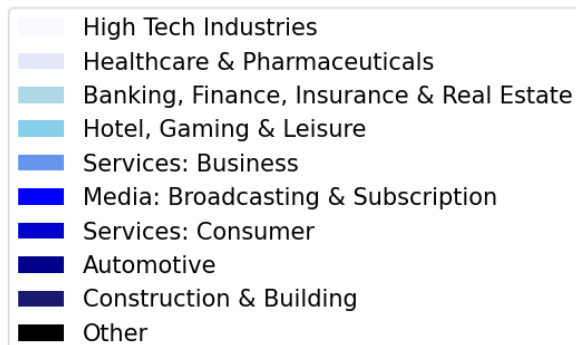 High Tech Industries
Healthcare & Pharmaceuticals
Banking, Finance, Insurance & Real Estate
Hotel, Gaming & Leisure
Services: Business
Media: Broadcasting & Subscription
Services: Consumer
Automotive
Construction & Building
Other